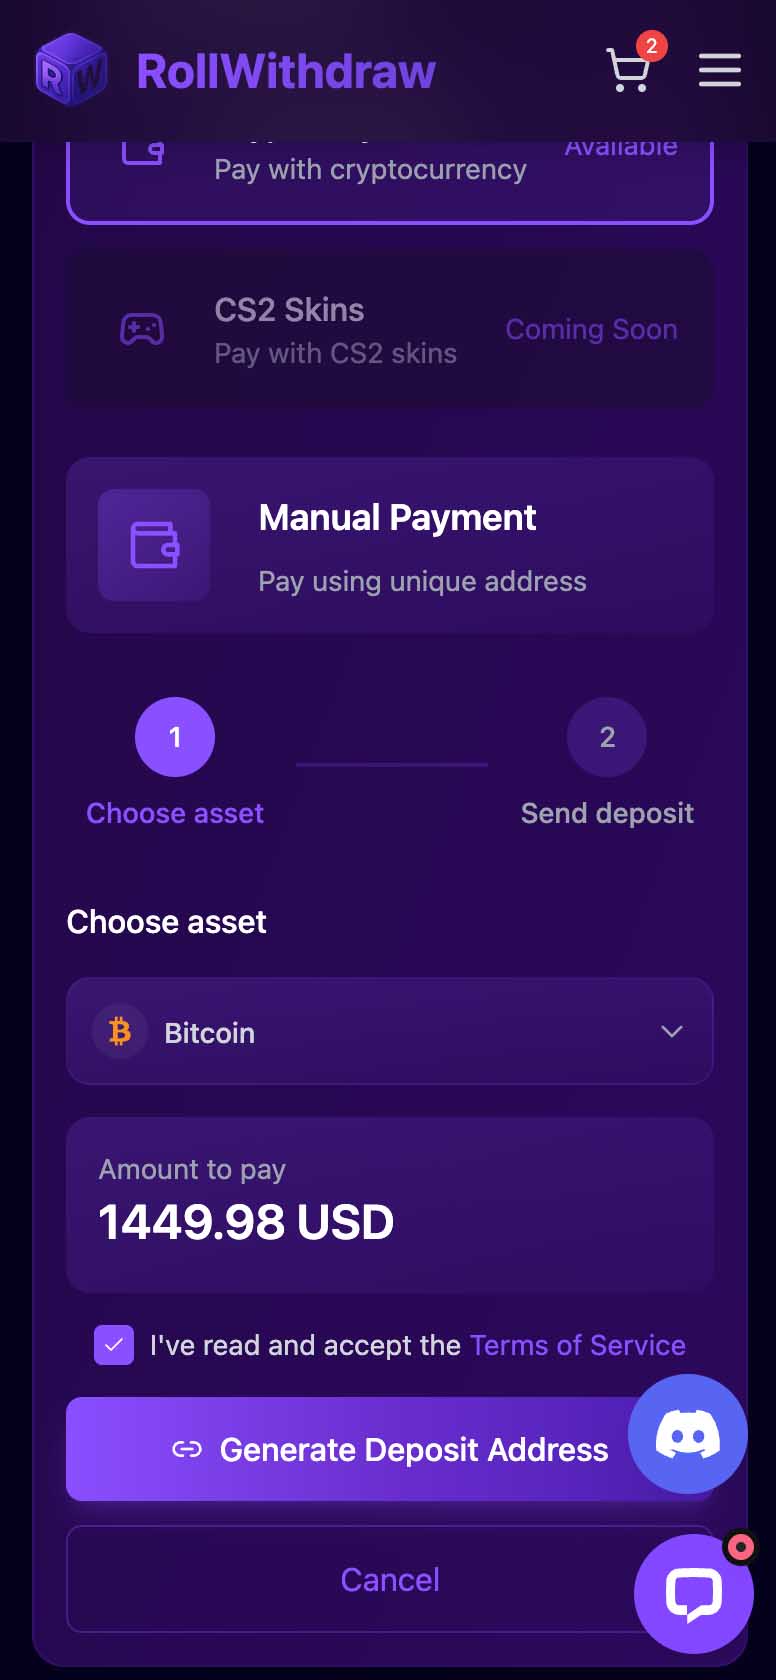 RW
RollWithdraw
2
Available
Pay with cryptocurrency
CS2 Skins
Coming Soon
Pay with CS2 skins
Manual Payment
Pay using unique address
1
2
Choose asset
Send deposit
Choose asset
Bitcoin
Amount to pay
1449.98 USD
I've read and accept the Terms of Service
Generate Deposit Address
Cancel